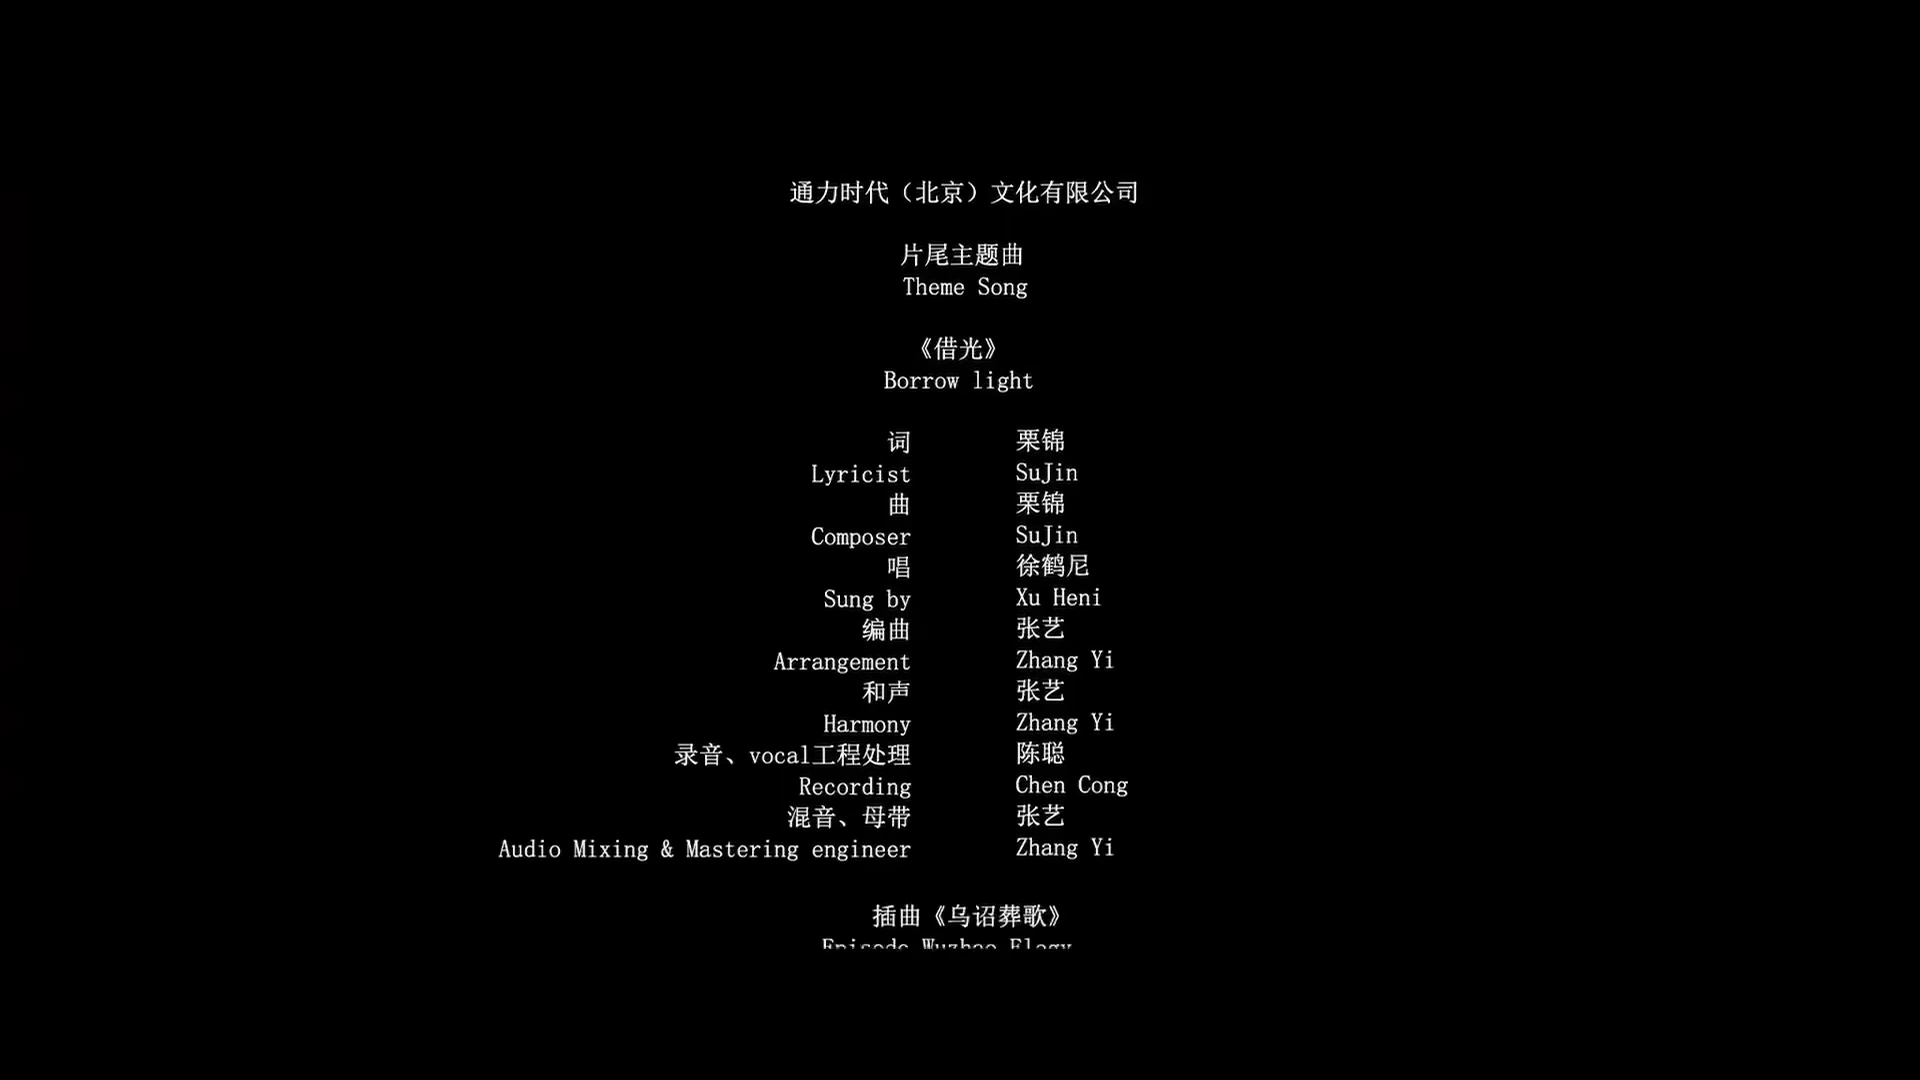 通力时代（北京）文化有限公司
片尾主题曲
Theme Song
《借光》
Borrow light
词 栗锦
Lyricist SuJin
曲 栗锦
Composer SuJin
唱 徐鹤尼
Sung by Xu Heni
编曲 张艺
Arrangement Zhang Yi
和声 张艺
Harmony Zhang Yi
录音、vocal工程处理 陈聪
Recording Chen Cong
混音、母带 张艺
Audio Mixing & Mastering engineer Zhang Yi
插曲《乌诏葬歌》
Episode Wuzhao Elagy